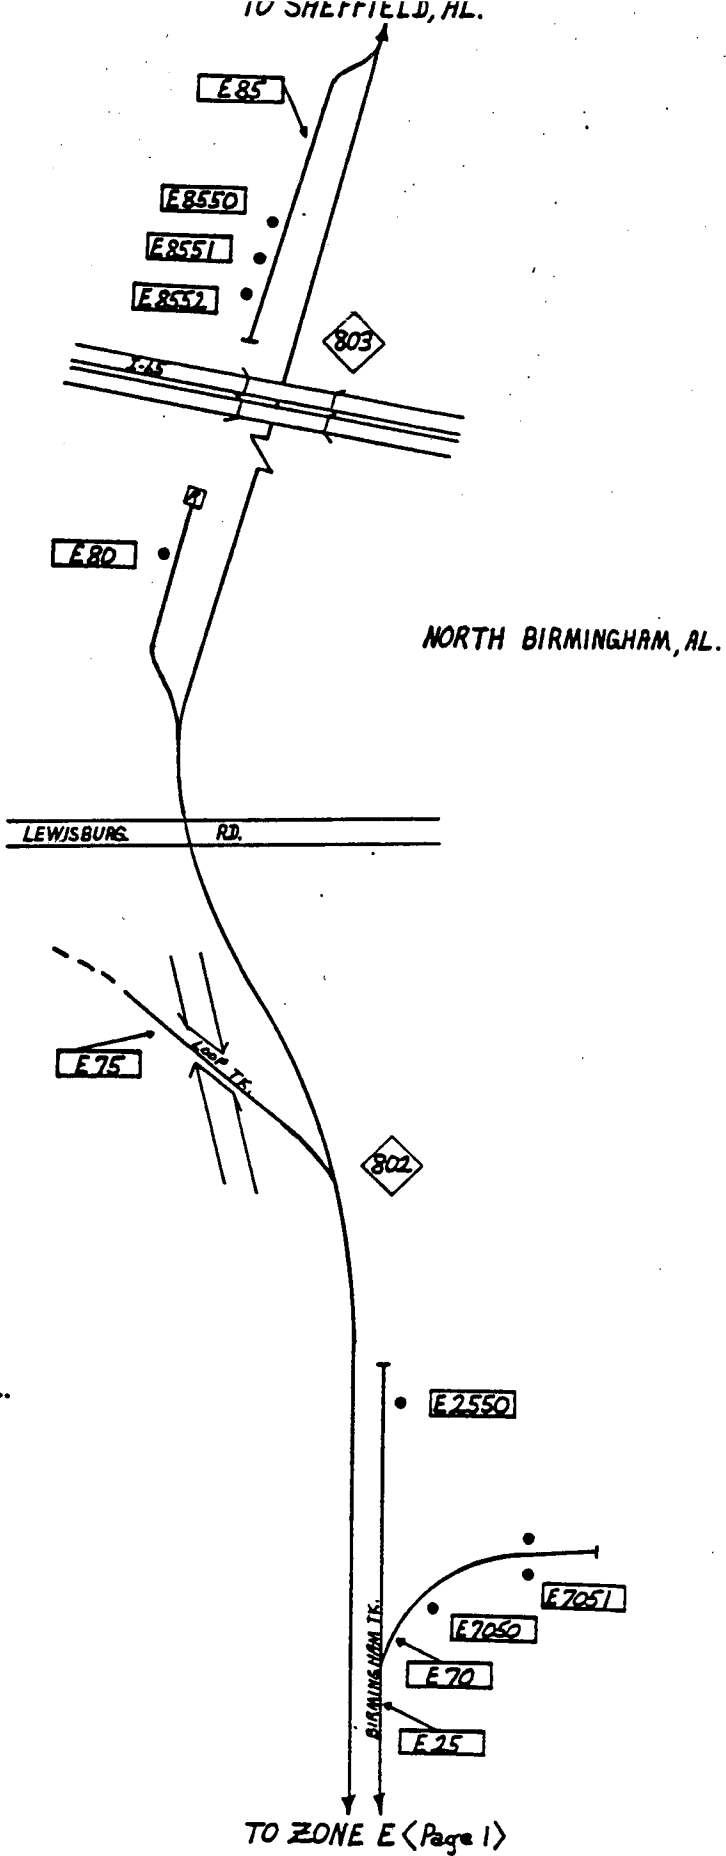 TO SHEFFIELD, AL.
E85
E8550
E8551
E8552
803
I-65
E80
NORTH BIRMINGHAM, AL.
LEWISBURG RD.
E75
LOOP TK.
802
E2550
E7051
E7050
BIRMINGHAM TK.
E70
E25
TO ZONE E <Page 1>